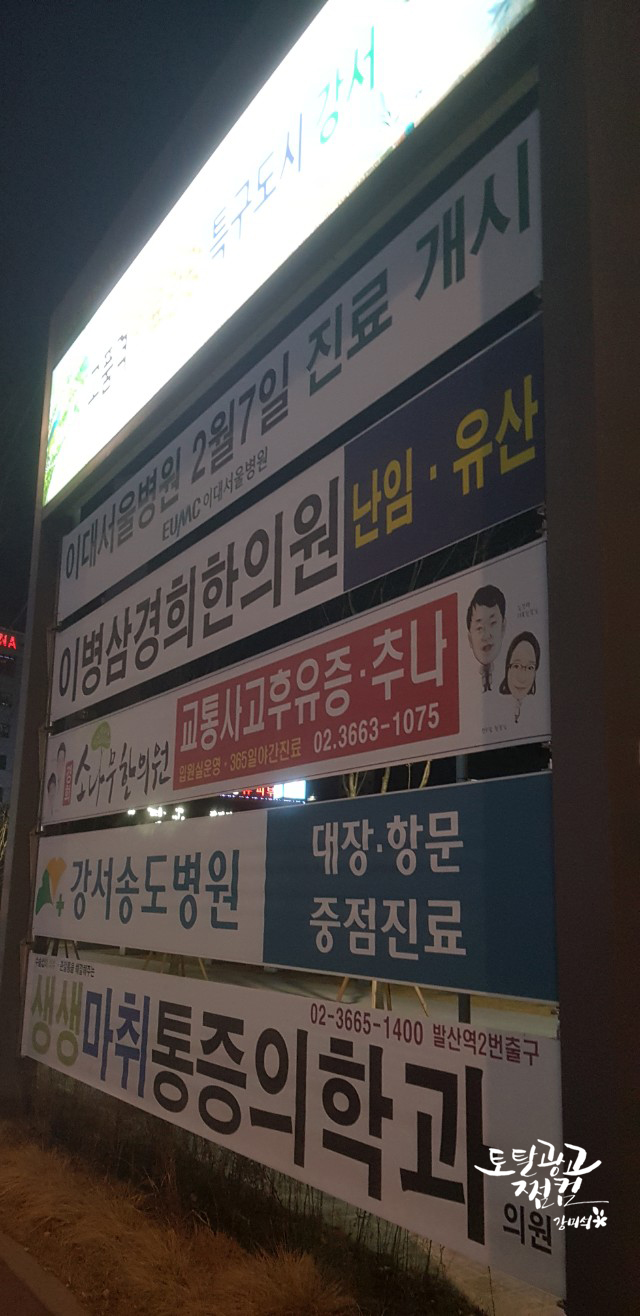 특구도시 강서
이대서울병원 2월7일 진료 개시
EUMC 이대서울병원
이병삼경희한의원 난임·유산
소나무한의원
교통사고후유증·추나
입원실운영·365일야간진료 02.3663-1075
강서송도병원
대장·항문
중점진료
02-3665-1400 발산역2번출구
생생마취통증의학과
의원
토탈광고
점컴
강미석